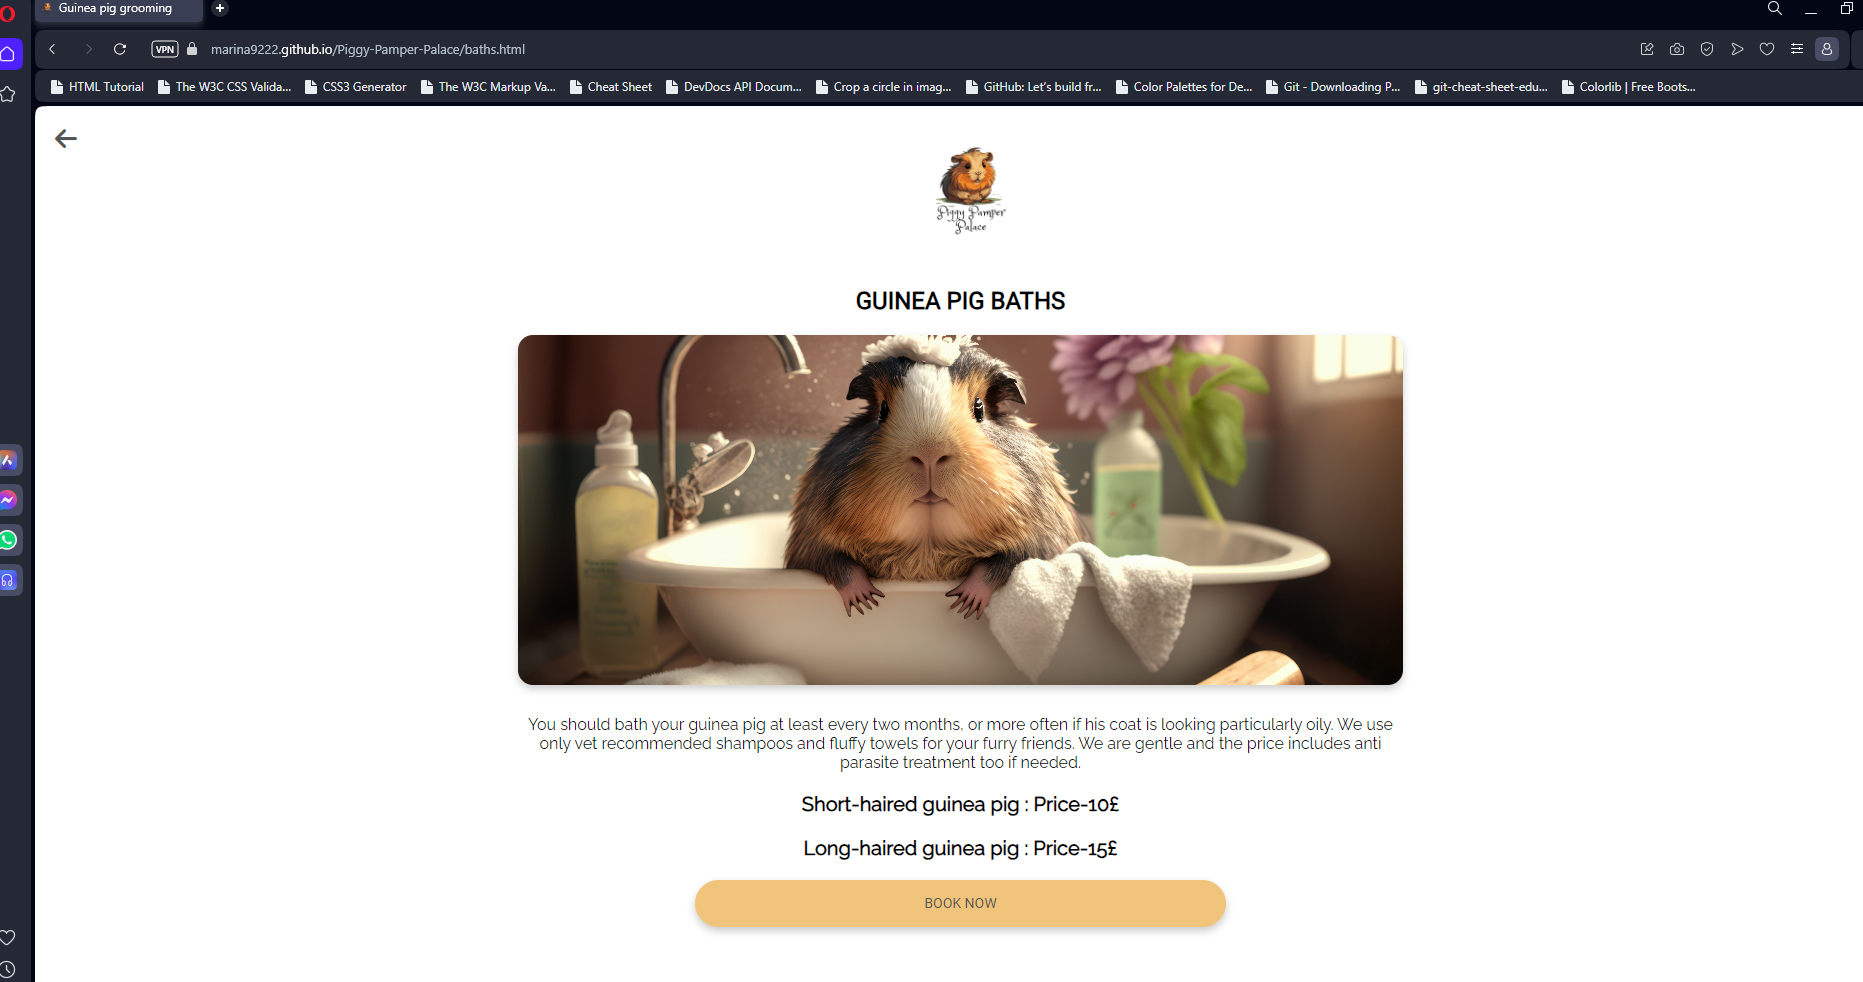 Guinea pig grooming
VPN
marina9222.github.io/Piggy-Pamper-Palace/baths.html
HTML Tutorial
The W3C CSS Valida...
CSS3 Generator
The W3C Markup Va...
Cheat Sheet
DevDocs API Docum...
Crop a circle in imag...
GitHub: Let's build fr...
Color Palettes for De...
Git - Downloading P...
git-cheat-sheet-edu...
Colorlib | Free Boots...
Piggy Pamper
Palace
GUINEA PIG BATHS
You should bath your guinea pig at least every two months, or more often if his coat is looking particularly oily. We use
only vet recommended shampoos and fluffy towels for your furry friends. We are gentle and the price includes anti
parasite treatment too if needed.
Short-haired guinea pig : Price-10£
Long-haired guinea pig : Price-15£
BOOK NOW